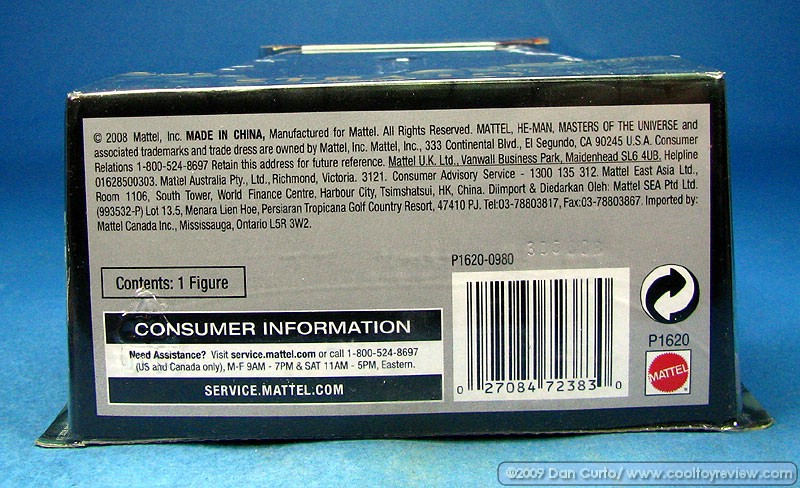 © 2008 Mattel, Inc. MADE IN CHINA, Manufactured for Mattel. All Rights Reserved. MATTEL, HE-MAN, MASTERS OF THE UNIVERSE and
associated trademarks and trade dress are owned by Mattel, Inc. Mattel, Inc., 333 Continental Blvd., El Segundo, CA 90245 U.S.A. Consumer
Relations 1-800-524-8697 Retain this address for future reference. Mattel U.K. Ltd., Vanwall Business Park, Maidenhead SL6 4UB. Helpline
01628500303. Mattel Australia Pty., Ltd., Richmond, Victoria. 3121. Consumer Advisory Service - 1300 135 312. Mattel East Asia Ltd.,
Room 1106, South Tower, World Finance Centre, Harbour City, Tsimshatsui, HK, China. Diimport & Diedarkan Oleh: Mattel SEA Ptd Ltd.
(993532-P) Lot 13.5, Menara Lien Hoe, Persiaran Tropicana Golf Country Resort, 47410 PJ. Tel:03-78803817, Fax:03-78803867. Imported by:
Mattel Canada Inc., Mississauga, Ontario L5R 3W2.
P1620-0980
Contents: 1 Figure
CONSUMER INFORMATION
Need Assistance? Visit service.mattel.com or call 1-800-524-8697
(US and Canada only), M-F 9AM - 7PM & SAT 11AM - 5PM, Eastern.
SERVICE.MATTEL.COM
0 27084 72383 0
P1620
MATTEL
©2009 Dan Curto/ www.cooltoyreview.com